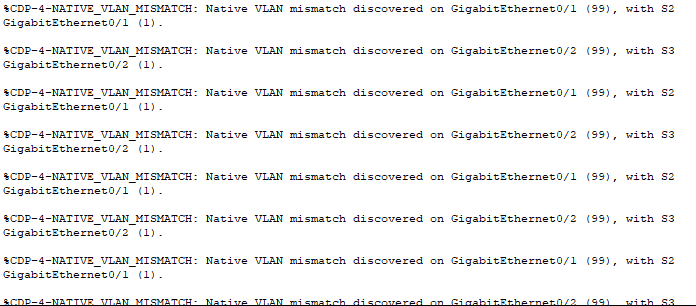 %CDP-4-NATIVE_VLAN_MISMATCH: Native VLAN mismatch discovered on GigabitEthernet0/1 (99), with S2
GigabitEthernet0/1 (1).
%CDP-4-NATIVE_VLAN_MISMATCH: Native VLAN mismatch discovered on GigabitEthernet0/2 (99), with S3
GigabitEthernet0/2 (1).
%CDP-4-NATIVE_VLAN_MISMATCH: Native VLAN mismatch discovered on GigabitEthernet0/1 (99), with S2
GigabitEthernet0/1 (1).
%CDP-4-NATIVE_VLAN_MISMATCH: Native VLAN mismatch discovered on GigabitEthernet0/2 (99), with S3
GigabitEthernet0/2 (1).
%CDP-4-NATIVE_VLAN_MISMATCH: Native VLAN mismatch discovered on GigabitEthernet0/1 (99), with S2
GigabitEthernet0/1 (1).
%CDP-4-NATIVE_VLAN_MISMATCH: Native VLAN mismatch discovered on GigabitEthernet0/2 (99), with S3
GigabitEthernet0/2 (1).
%CDP-4-NATIVE_VLAN_MISMATCH: Native VLAN mismatch discovered on GigabitEthernet0/1 (99), with S2
GigabitEthernet0/1 (1).
%CDP-4-NATIVE_VLAN_MISMATCH: Native VLAN mismatch discovered on GigabitEthernet0/2 (99), with S3